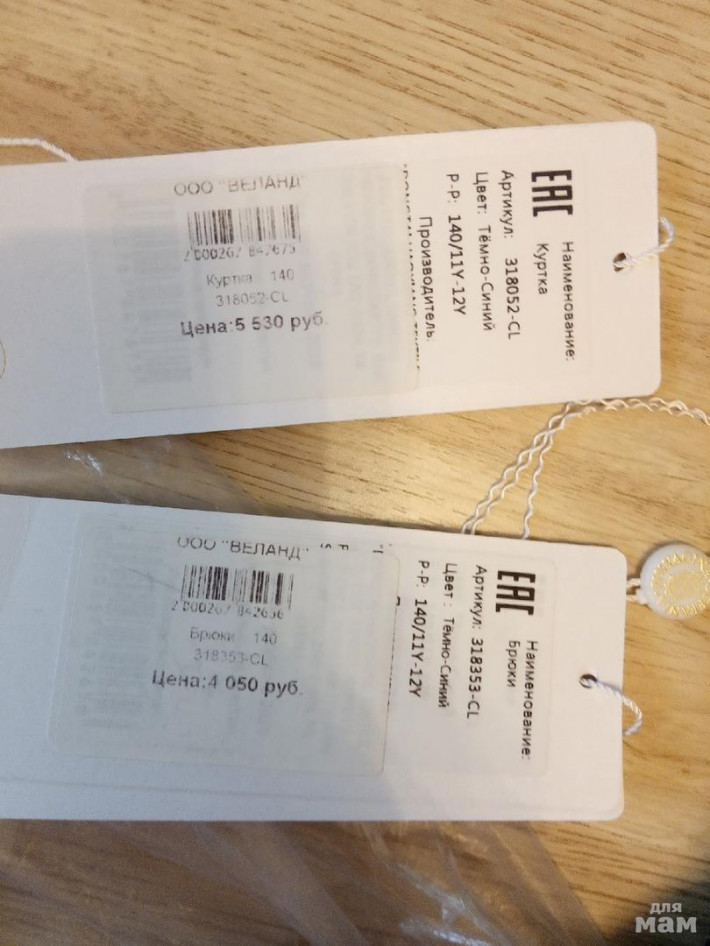 ООО "ВЕЛАНД"
Куртка 140
318052-CL
Цена:5 530 руб.
EAC
Наименование:
Куртка
Артикул: 318052-CL
Цвет: Тёмно-Синий
Р-Р: 140/11Y-12Y
Производитель:
ООО "ВЕЛАНД"
Брюки 140
318353-CL
Цена:4 050 руб.
EAC
Наименование:
Брюки
Артикул: 318353-CL
Цвет: Тёмно-Синий
Р-Р: 140/11Y-12Y
для
мам